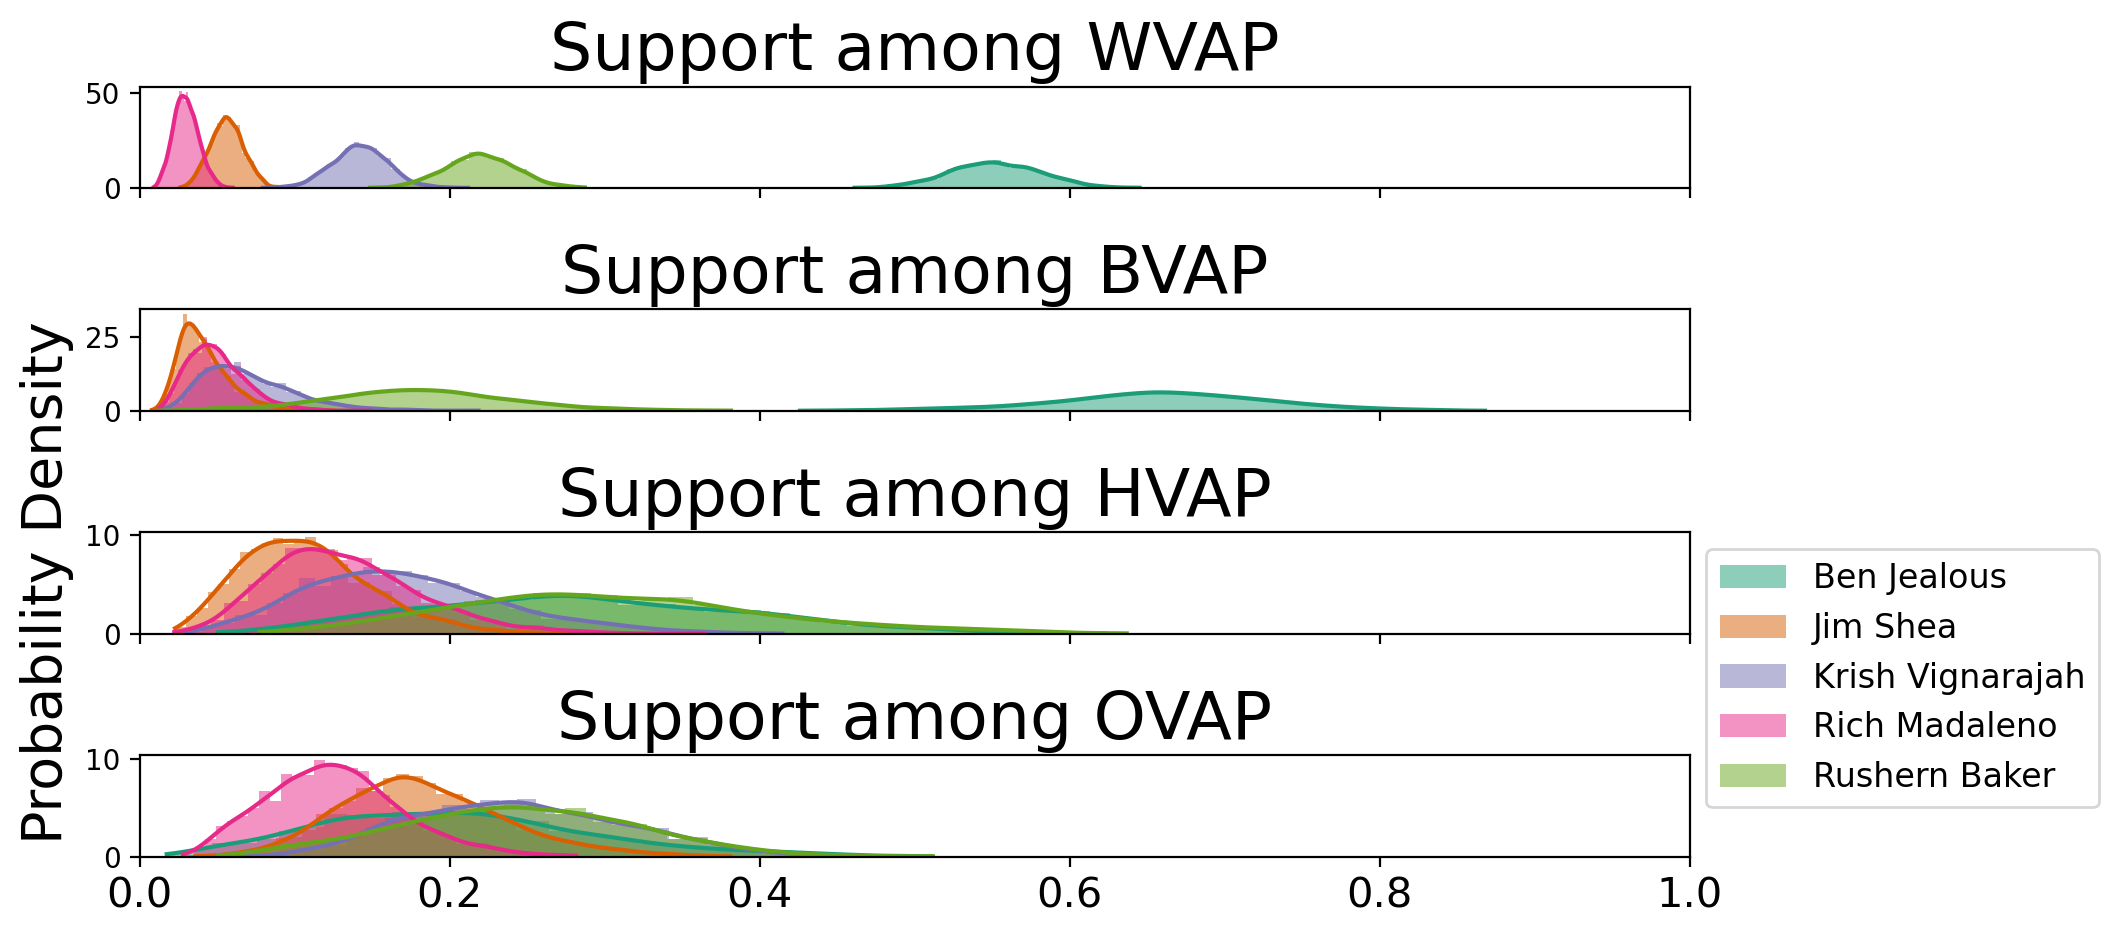 Support among WVAP
50
0
Support among BVAP
25
0
Support among HVAP
10
0
Support among OVAP
10
0
0.0 0.2 0.4 0.6 0.8 1.0
Probability Density
Ben Jealous
Jim Shea
Krish Vignarajah
Rich Madaleno
Rushern Baker